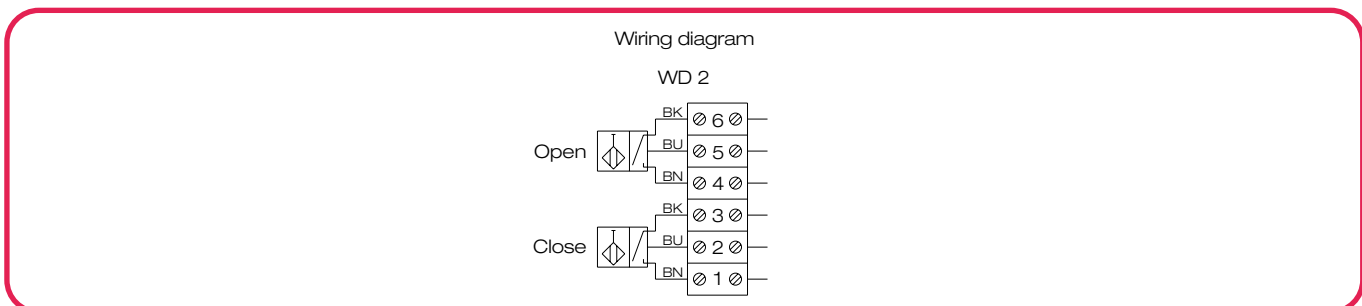 Wiring diagram
WD 2
BK 6
Open BU 5
BN 4
BK 3
Close BU 2
BN 1